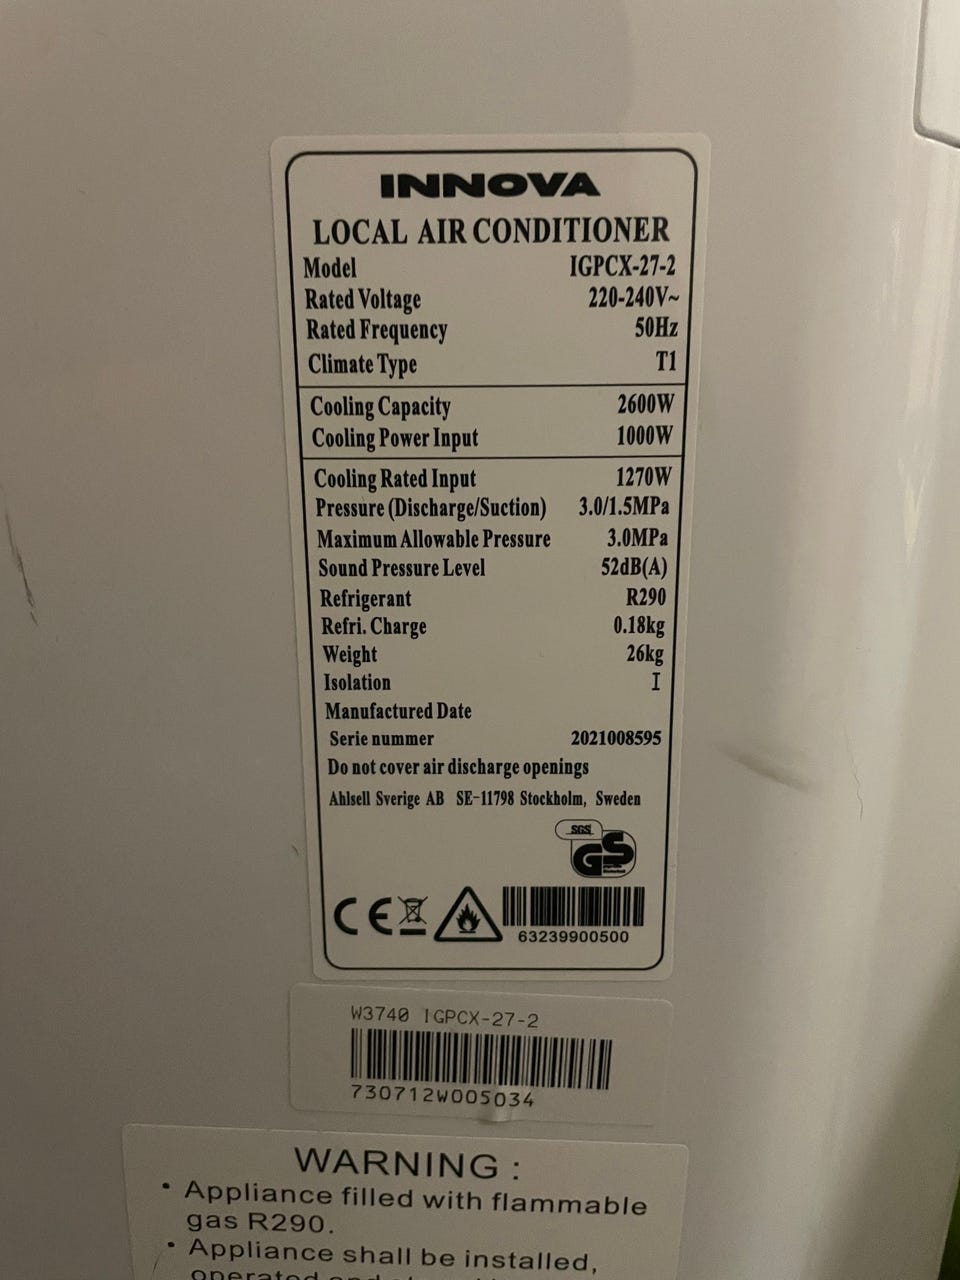 INNOVA
LOCAL AIR CONDITIONER
Model IGPCX-27-2
Rated Voltage 220-240V~
Rated Frequency 50Hz
Climate Type T1
Cooling Capacity 2600W
Cooling Power Input 1000W
Cooling Rated Input 1270W
Pressure (Discharge/Suction) 3.0/1.5MPa
Maximum Allowable Pressure 3.0MPa
Sound Pressure Level 52dB(A)
Refrigerant R290
Refri. Charge 0.18kg
Weight 26kg
Isolation I
Manufactured Date
Serie nummer 2021008595
Do not cover air discharge openings
Ahlsell Sverige AB SE-11798 Stockholm, Sweden
SGS
GS
CE
63239900500
W3740 IGPCX-27-2
730712W005034
WARNING :
• Appliance filled with flammable
gas R290.
• Appliance shall be installed,
operated and